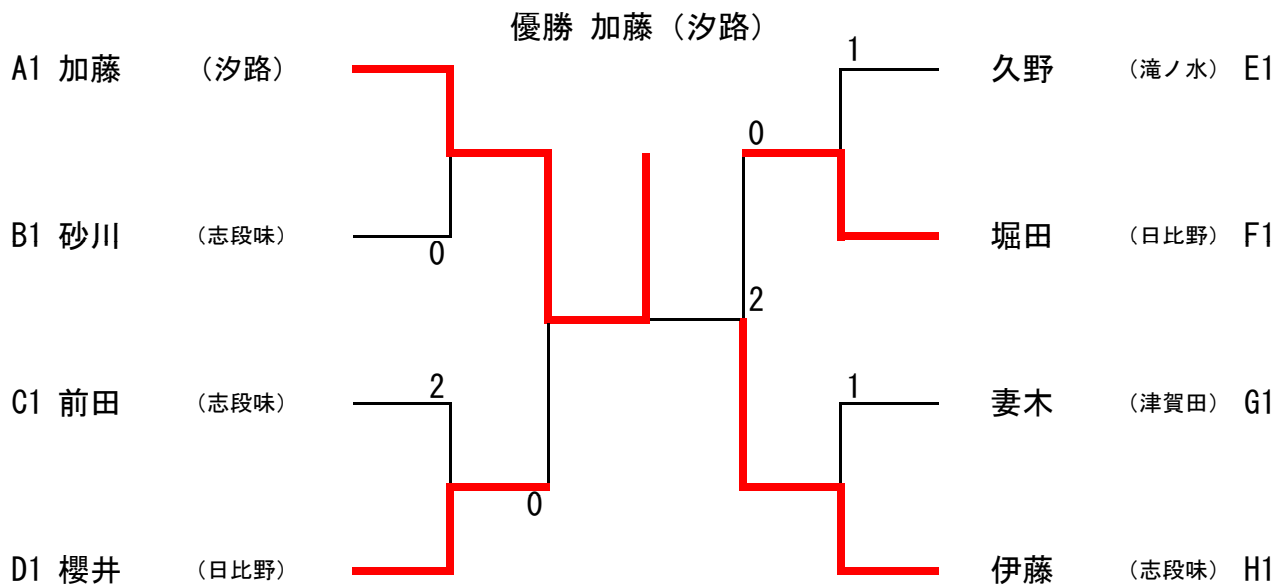 優勝 加藤（汐路）
A1 加藤 （汐路）
1
久野 （滝ノ水） E1
0
B1 砂川 （志段味）
0
堀田 （日比野） F1
2
C1 前田 （志段味）
2
1
妻木 （津賀田） G1
0
D1 櫻井 （日比野）
伊藤 （志段味） H1